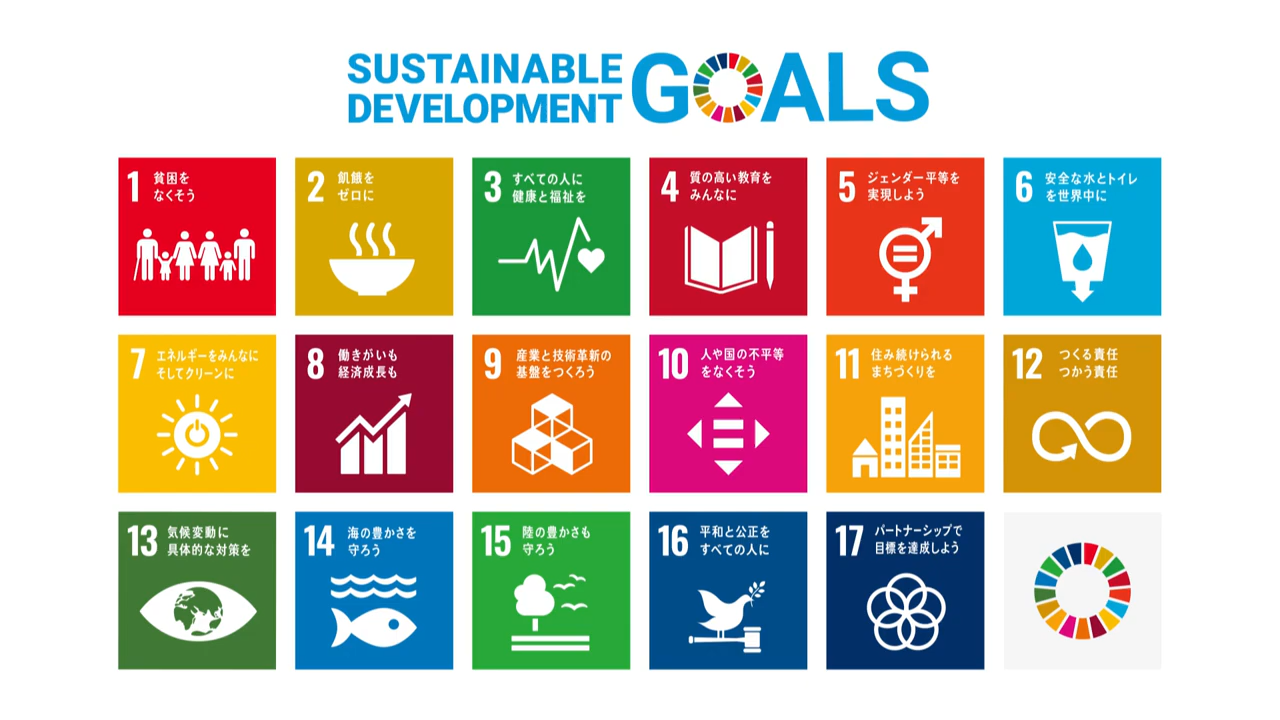 SUSTAINABLE
DEVELOPMENT
GOALS
1
貧困を
なくそう
2
飢餓を
ゼロに
3
すべての人に
健康と福祉を
4
質の高い教育を
みんなに
5
ジェンダー平等を
実現しよう
6
安全な水とトイレ
を世界中に
7
エネルギーをみんなに
そしてクリーンに
8
働きがいも
経済成長も
9
産業と技術革新の
基盤をつくろう
10
人や国の不平等
をなくそう
11
住み続けられる
まちづくりを
12
つくる責任
つかう責任
13
気候変動に
具体的な対策を
14
海の豊かさを
守ろう
15
陸の豊かさも
守ろう
16
平和と公正を
すべての人に
17
パートナーシップで
目標を達成しよう